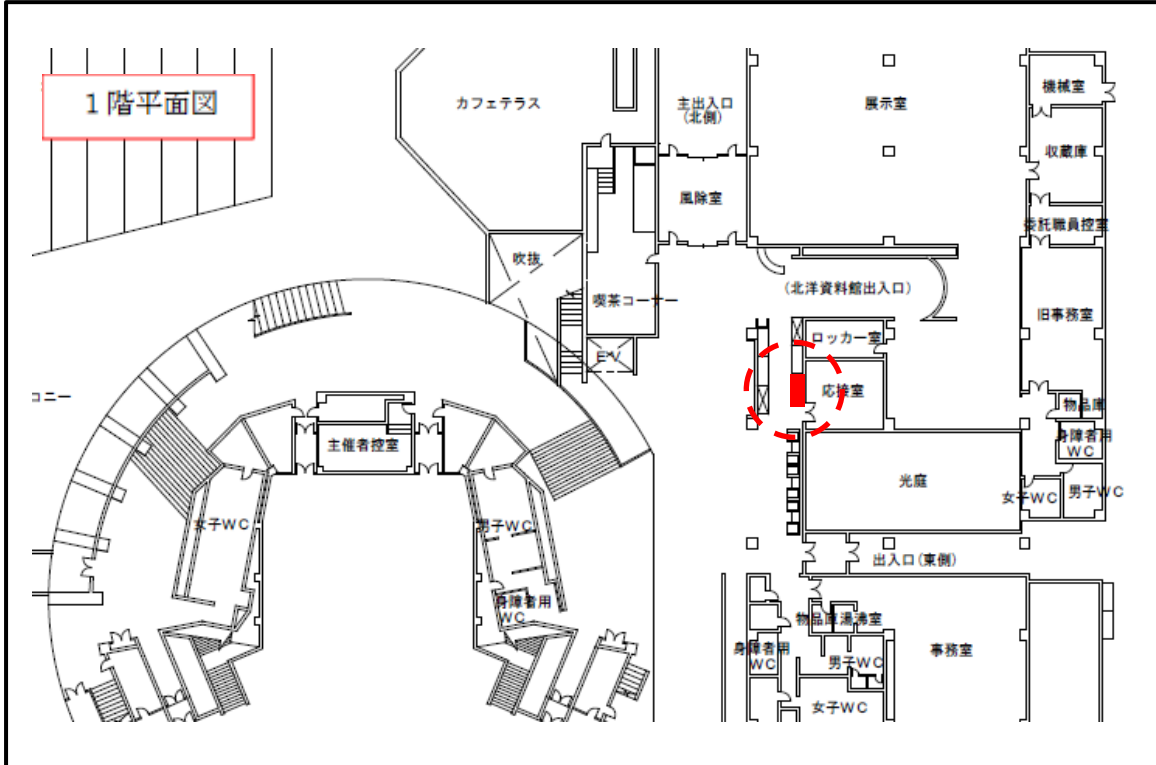 1階平面図
カフェテラス
主出入口
(北側)
展示室
機械室
収蔵庫
風除室
委託職員控室
吹抜
喫茶コーナー
(北洋資料館出入口)
旧事務室
ロッカー室
EV
応接室
コニー
物品庫
主催者控室
身障者用
WC
光庭
女子WC
男子WC
女子WC
男子WC
出入口(東側)
身障者用
WC
物品庫
湯沸室
身障者用
WC
男子WC
事務室
女子WC